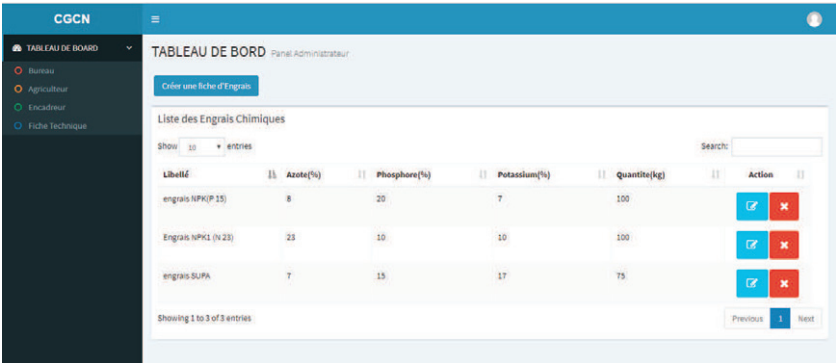 CGCN
TABLEAU DE BOARD
Bureau
Agriculteur
Encadreur
Fiche Technique
TABLEAU DE BORD Panel Administrateur
Créer une fiche d'Engrais
Liste des Engrais Chimiques
Show 10 entries Search:
Libellé Azote(%) Phosphore(%) Potassium(%) Quantite(kg) Action
engrais NPK(P 15) 8 20 7 100
Engrais NPK1 (N 23) 23 10 10 100
engrais SUPA 7 15 17 75
Showing 1 to 3 of 3 entries Previous 1 Next